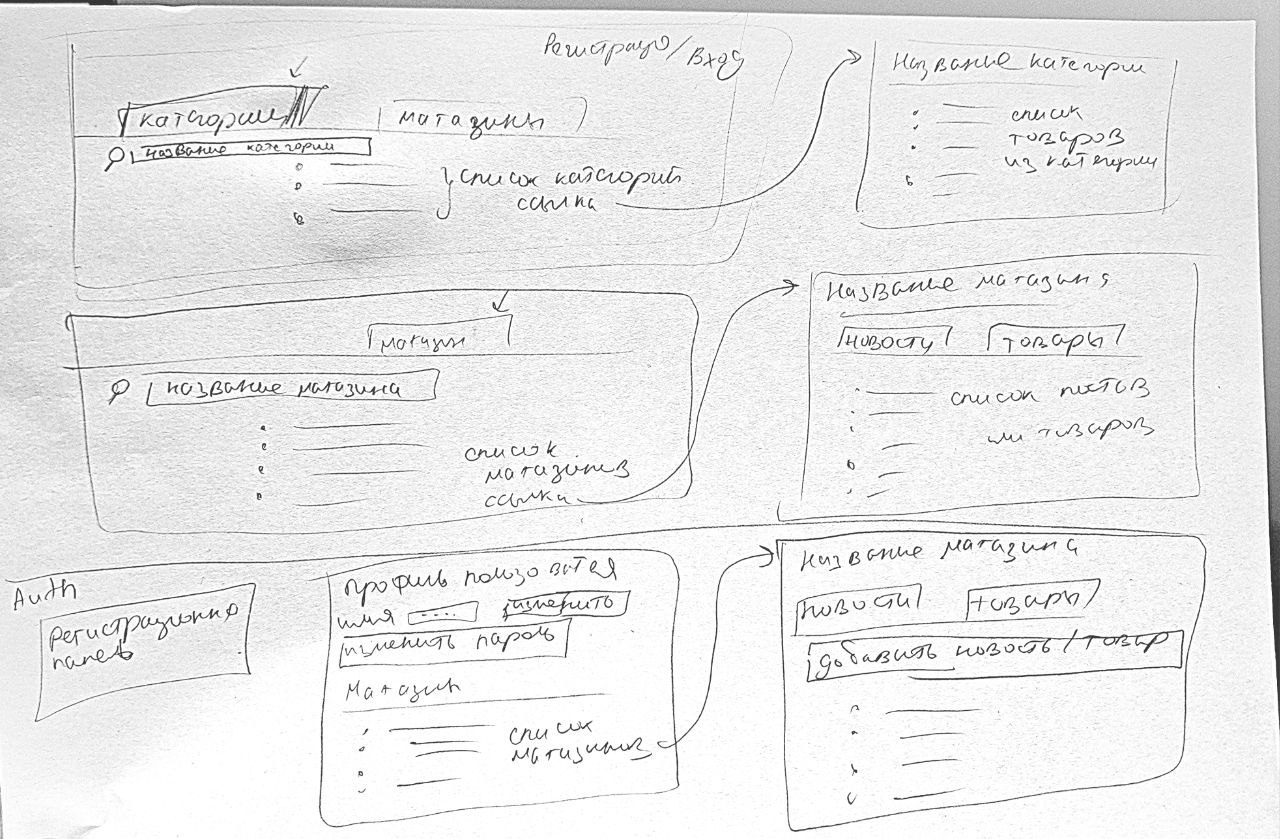 Регистрация/Вход
Категории
магазины
название категории
список категорий
ссылка
Название категории
список
товаров
из категории
магазин
название магазина
список
магазинов
ссылка
Название магазина
новости
товары
список постов
или товаров
Auth
Регистрационная
панель
Профиль пользователя
имя ..... изменить
изменить пароль
Магазин
список
магазинов
Название магазина
новости
товары
добавить новость/товар